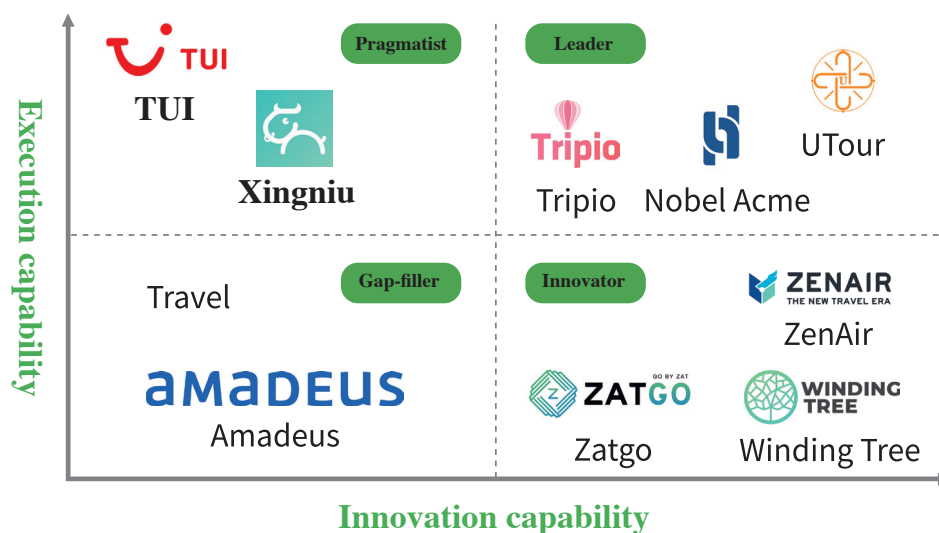 Execution capability
TUI
TUI
Xingniu
Pragmatist
Leader
Tripio
Tripio
Nobel Acme
UTour
Travel
Gap-filler
amadeus
Amadeus
Innovator
ZENAIR
THE NEW TRAVEL ERA
ZenAir
GO BY ZAT
Z ZATGO
Zatgo
WINDING
TREE
Winding Tree
Innovation capability